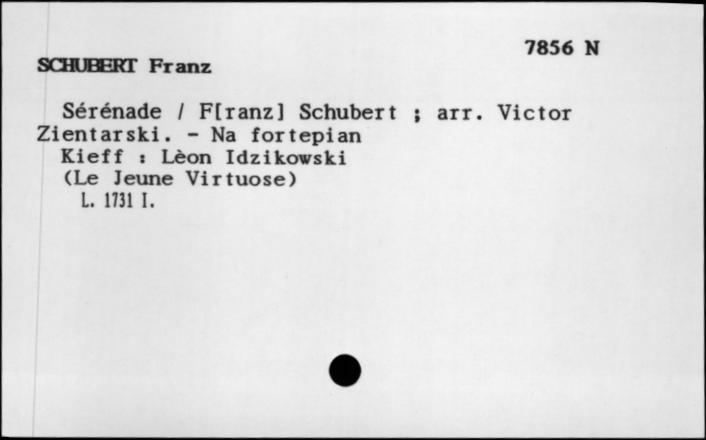 7856 N
SCHUBERT Franz
Sérénade / F[ranz] Schubert ; arr. Victor
Zientarski. - Na fortepian
Kieff : Lèon Idzikowski
(Le Jeune Virtuose)
L. 1731 I.